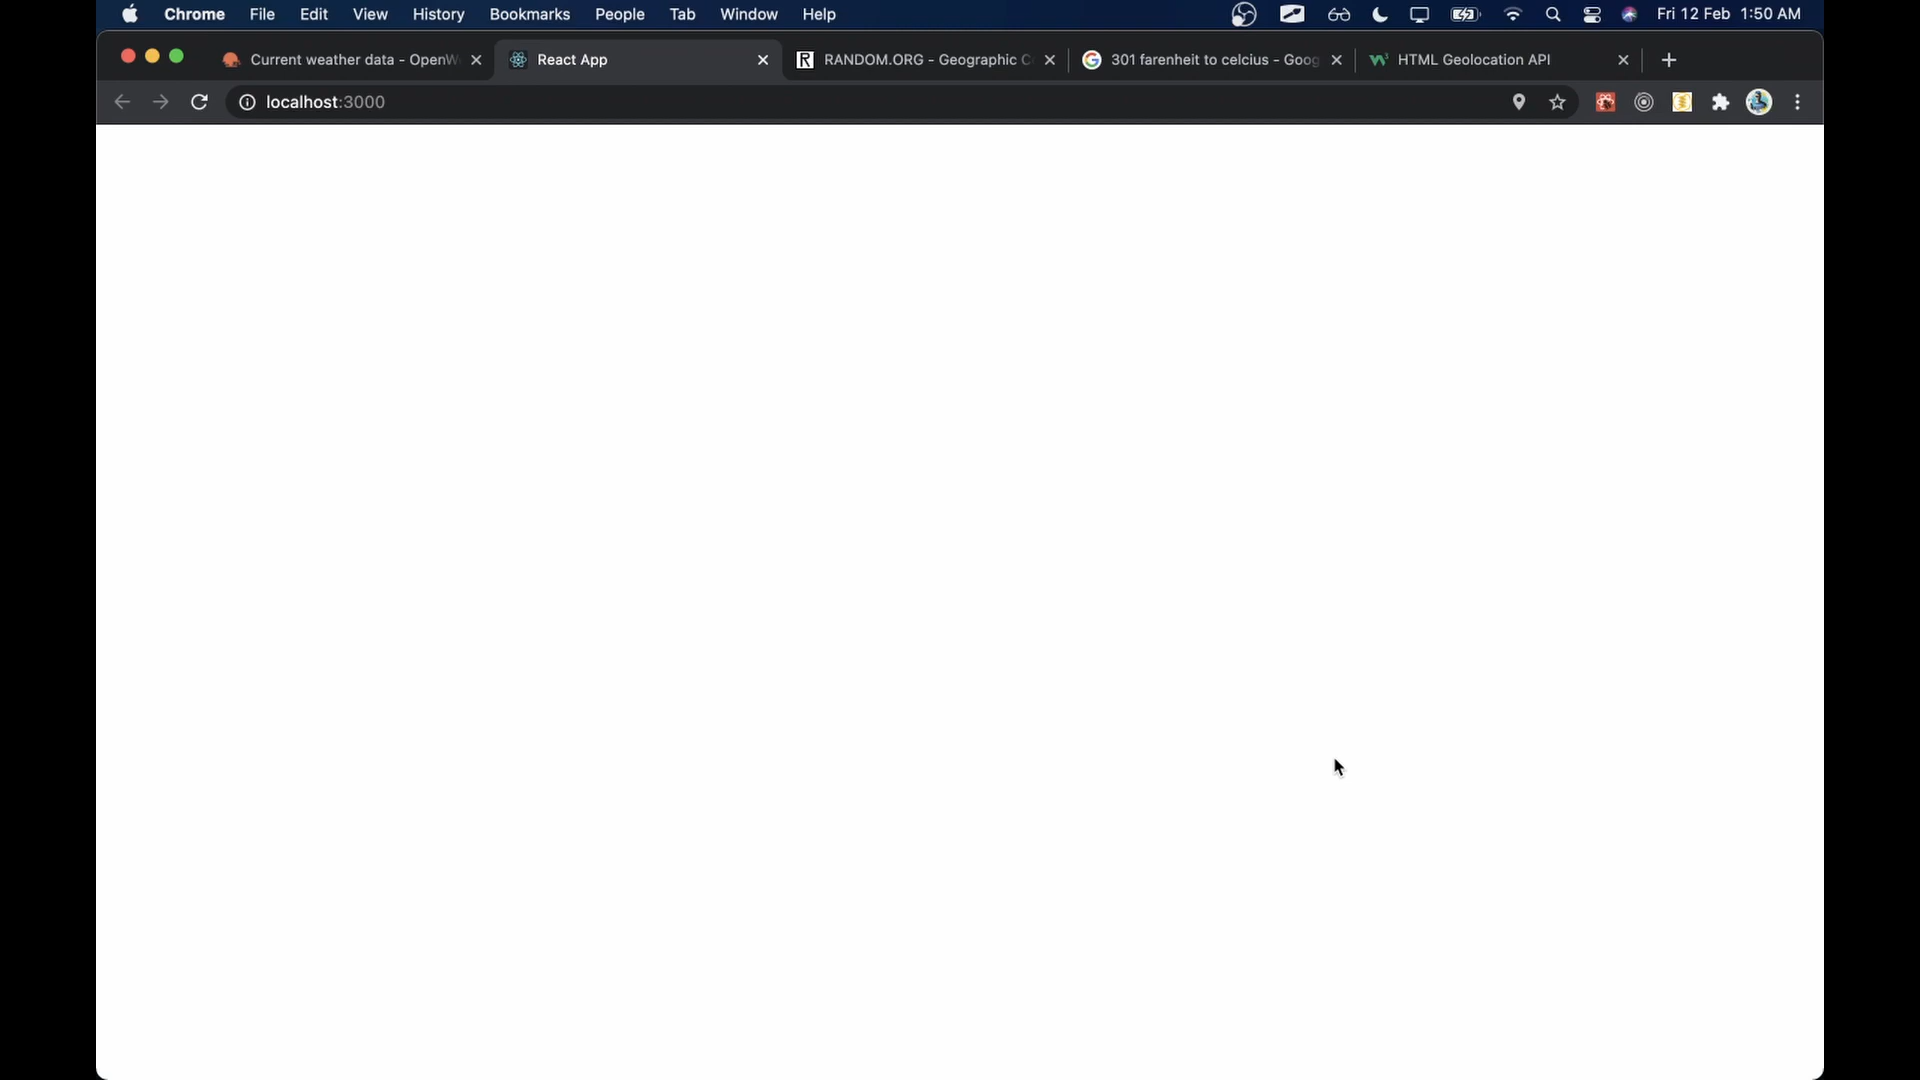 Chrome File Edit View History Bookmarks People Tab Window Help Fri 12 Feb 1:50 AM
Current weather data - OpenW React App RANDOM.ORG - Geographic C 301 farenheit to celcius - Goog HTML Geolocation API
localhost:3000